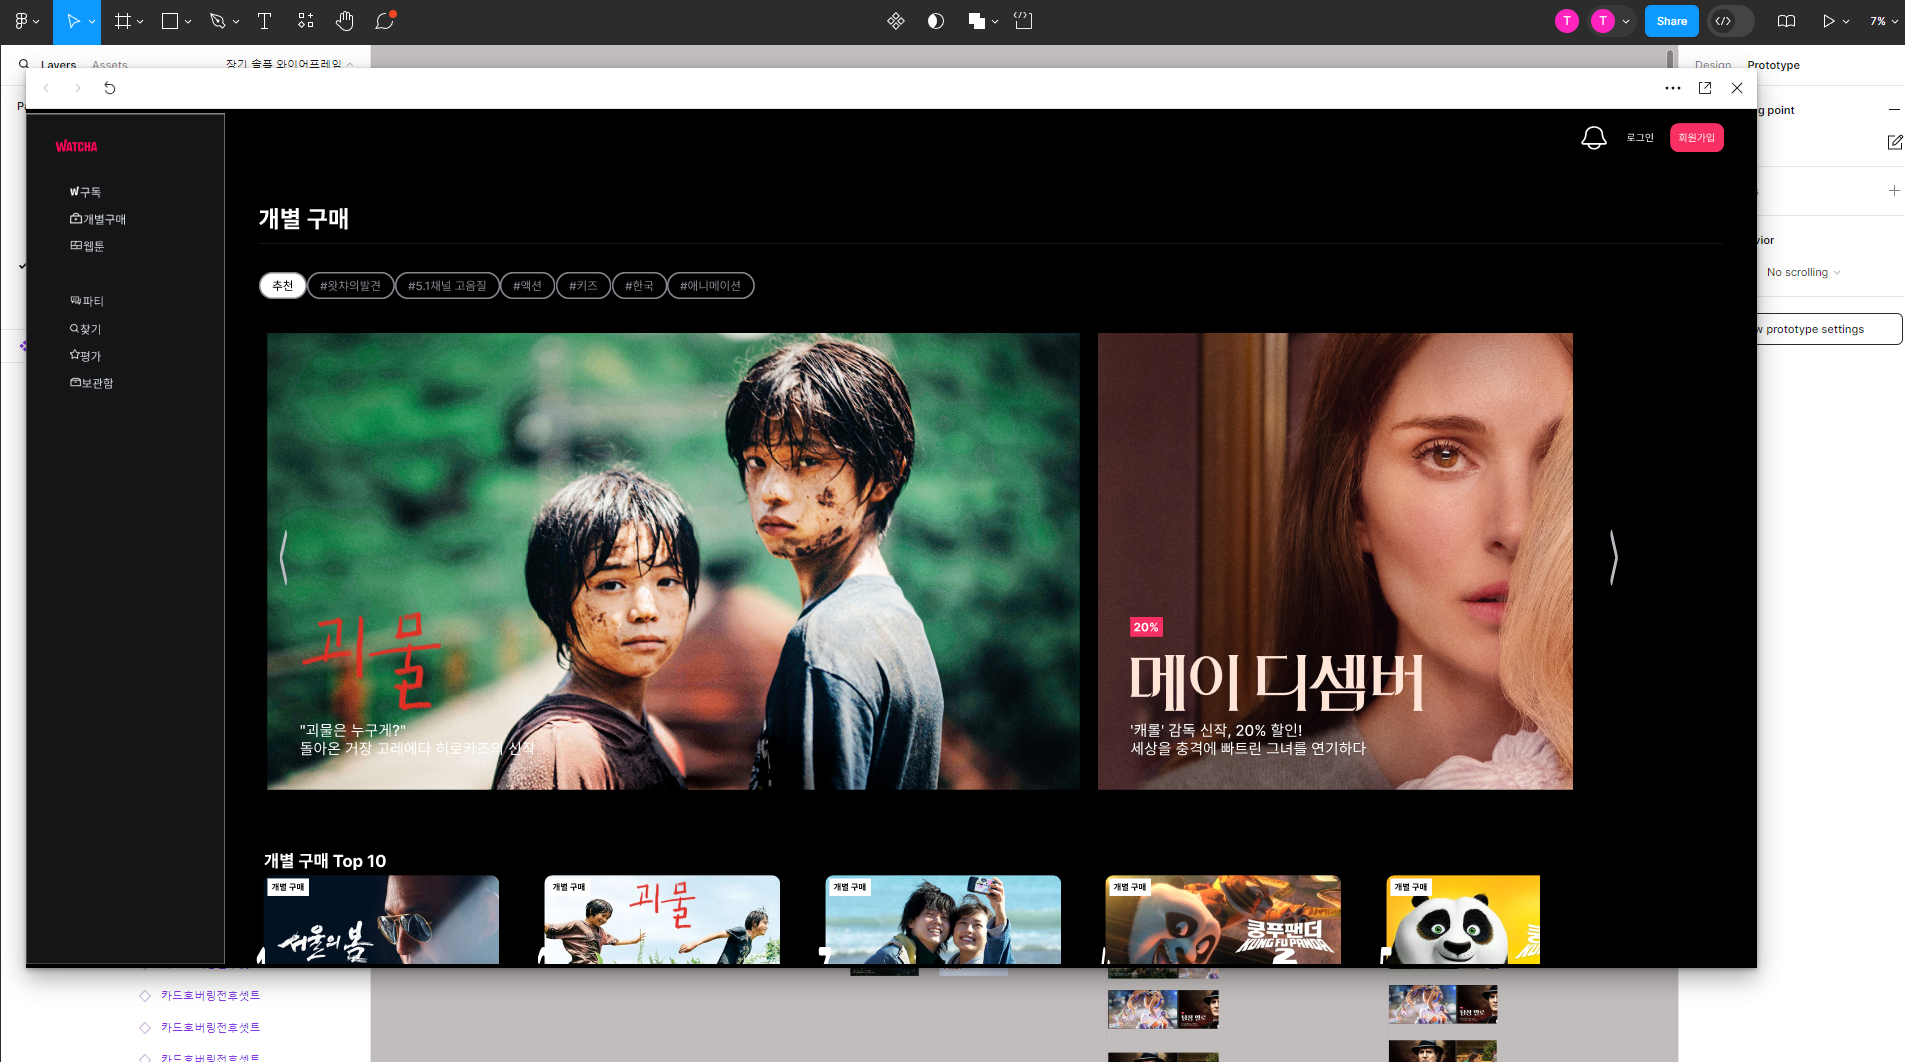 T
T
Share
7%
Layers
Assets
장기 솔플 와이어프레임
Design
Prototype
g point
WATCHA
로그인
회원가입
W구독
개별구매
웹툰
개별 구매
vior
No scrolling
추천
#왓챠의발견
#5.1채널 고음질
#액션
#키즈
#한국
#애니메이션
파티
찾기
평가
보관함
w prototype settings
괴물
"괴물은 누구게?"
돌아온 거장 고레에다 히로카즈의 신작
20%
메이 디셈버
'캐롤' 감독 신작, 20% 할인!
세상을 충격에 빠트린 그녀를 연기하다
개별 구매 Top 10
개별 구매
서울의 봄
개별 구매
괴물
개별 구매
개별 구매
쿵푸팬더
KUNG FU PANDA
2
개별 구매
카드호버링전후셋트
카드호버링전후셋트
카드호버링전후셋트